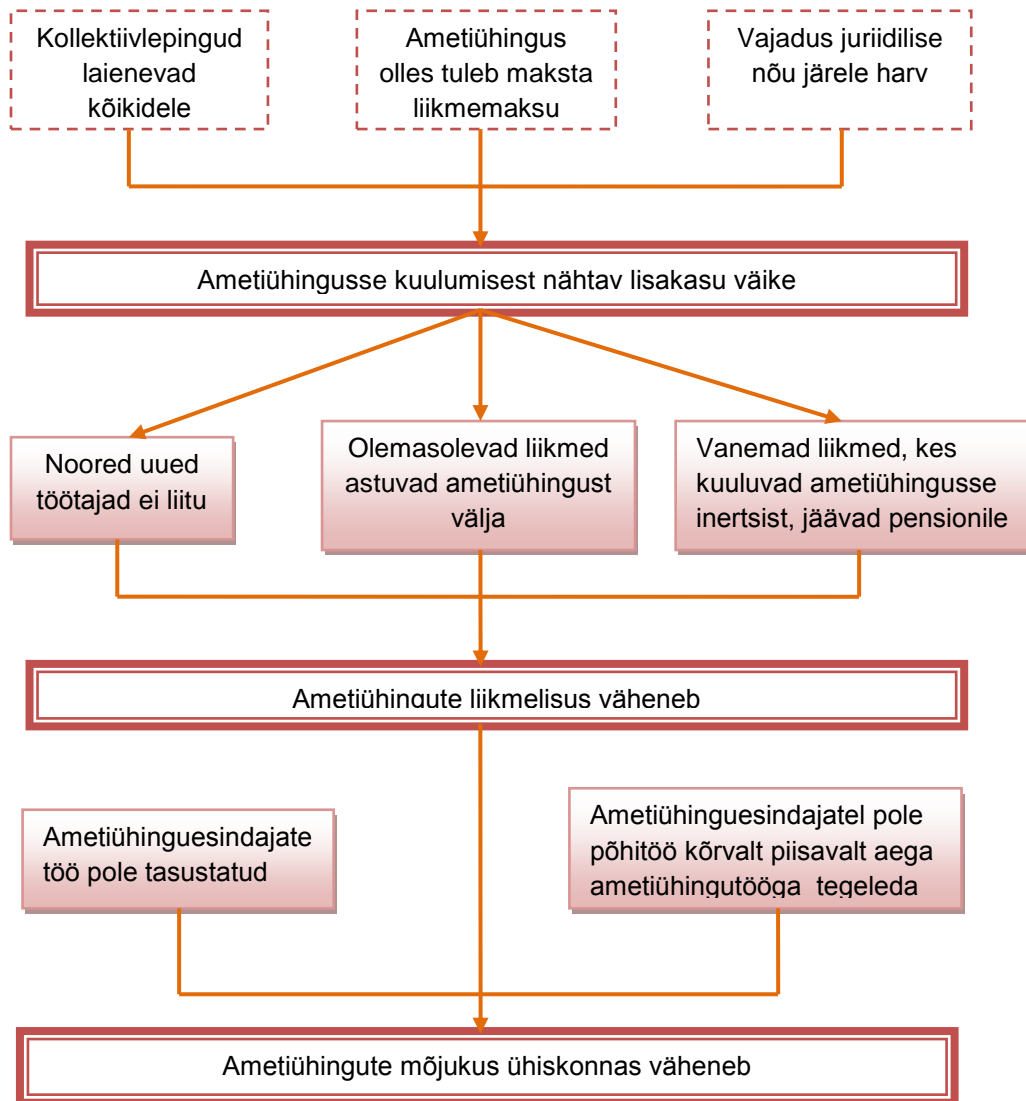 Kollektiivlepingud
laienevad
kõikidele
Ametiühingus
olles tuleb maksta
liikmemaksu
Vajadus juriidilise
nõu järele harv
Ametiühingusse kuulumisest nähtav lisakasu väike
Noored uued
töötajad ei liitu
Olemasolevad liikmed
astuvad ametiühingust
välja
Vanemad liikmed, kes
kuuluvad ametiühingusse
inertsist, jäävad pensionile
Ametiühingute liikmelisus väheneb
Ametiühinguesindajate
töö pole tasustatud
Ametiühinguesindajatel pole
põhitöö kõrvalt piisavalt aega
ametiühingutööga tegeleda
Ametiühingute mõjukus ühiskonnas väheneb